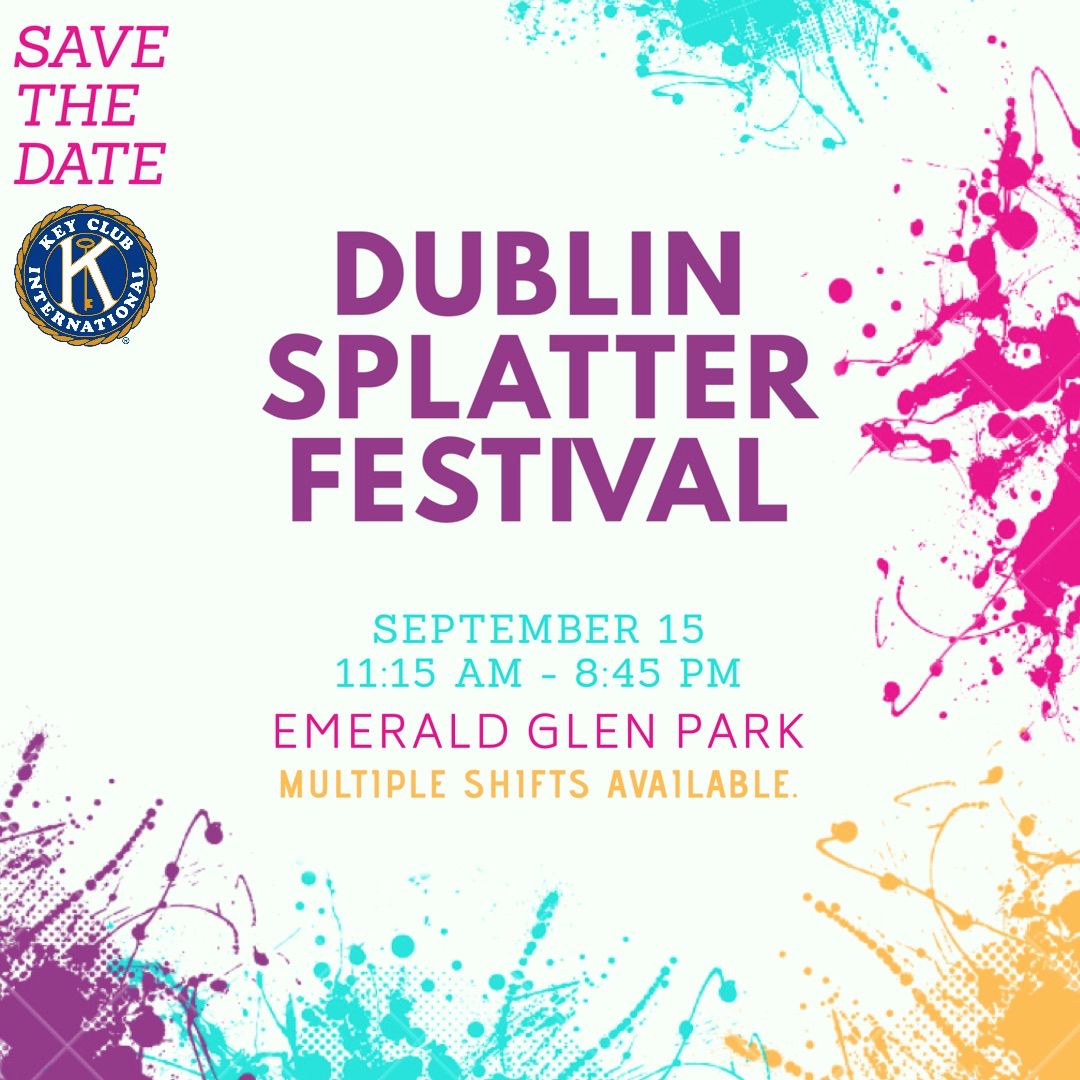 SAVE
THE
DATE
KEY CLUB
K
INTERNATIONAL
®
DUBLIN
SPLATTER
FESTIVAL
SEPTEMBER 15
11:15 AM - 8:45 PM
EMERALD GLEN PARK
MULTIPLE SHIFTS AVAILABLE.